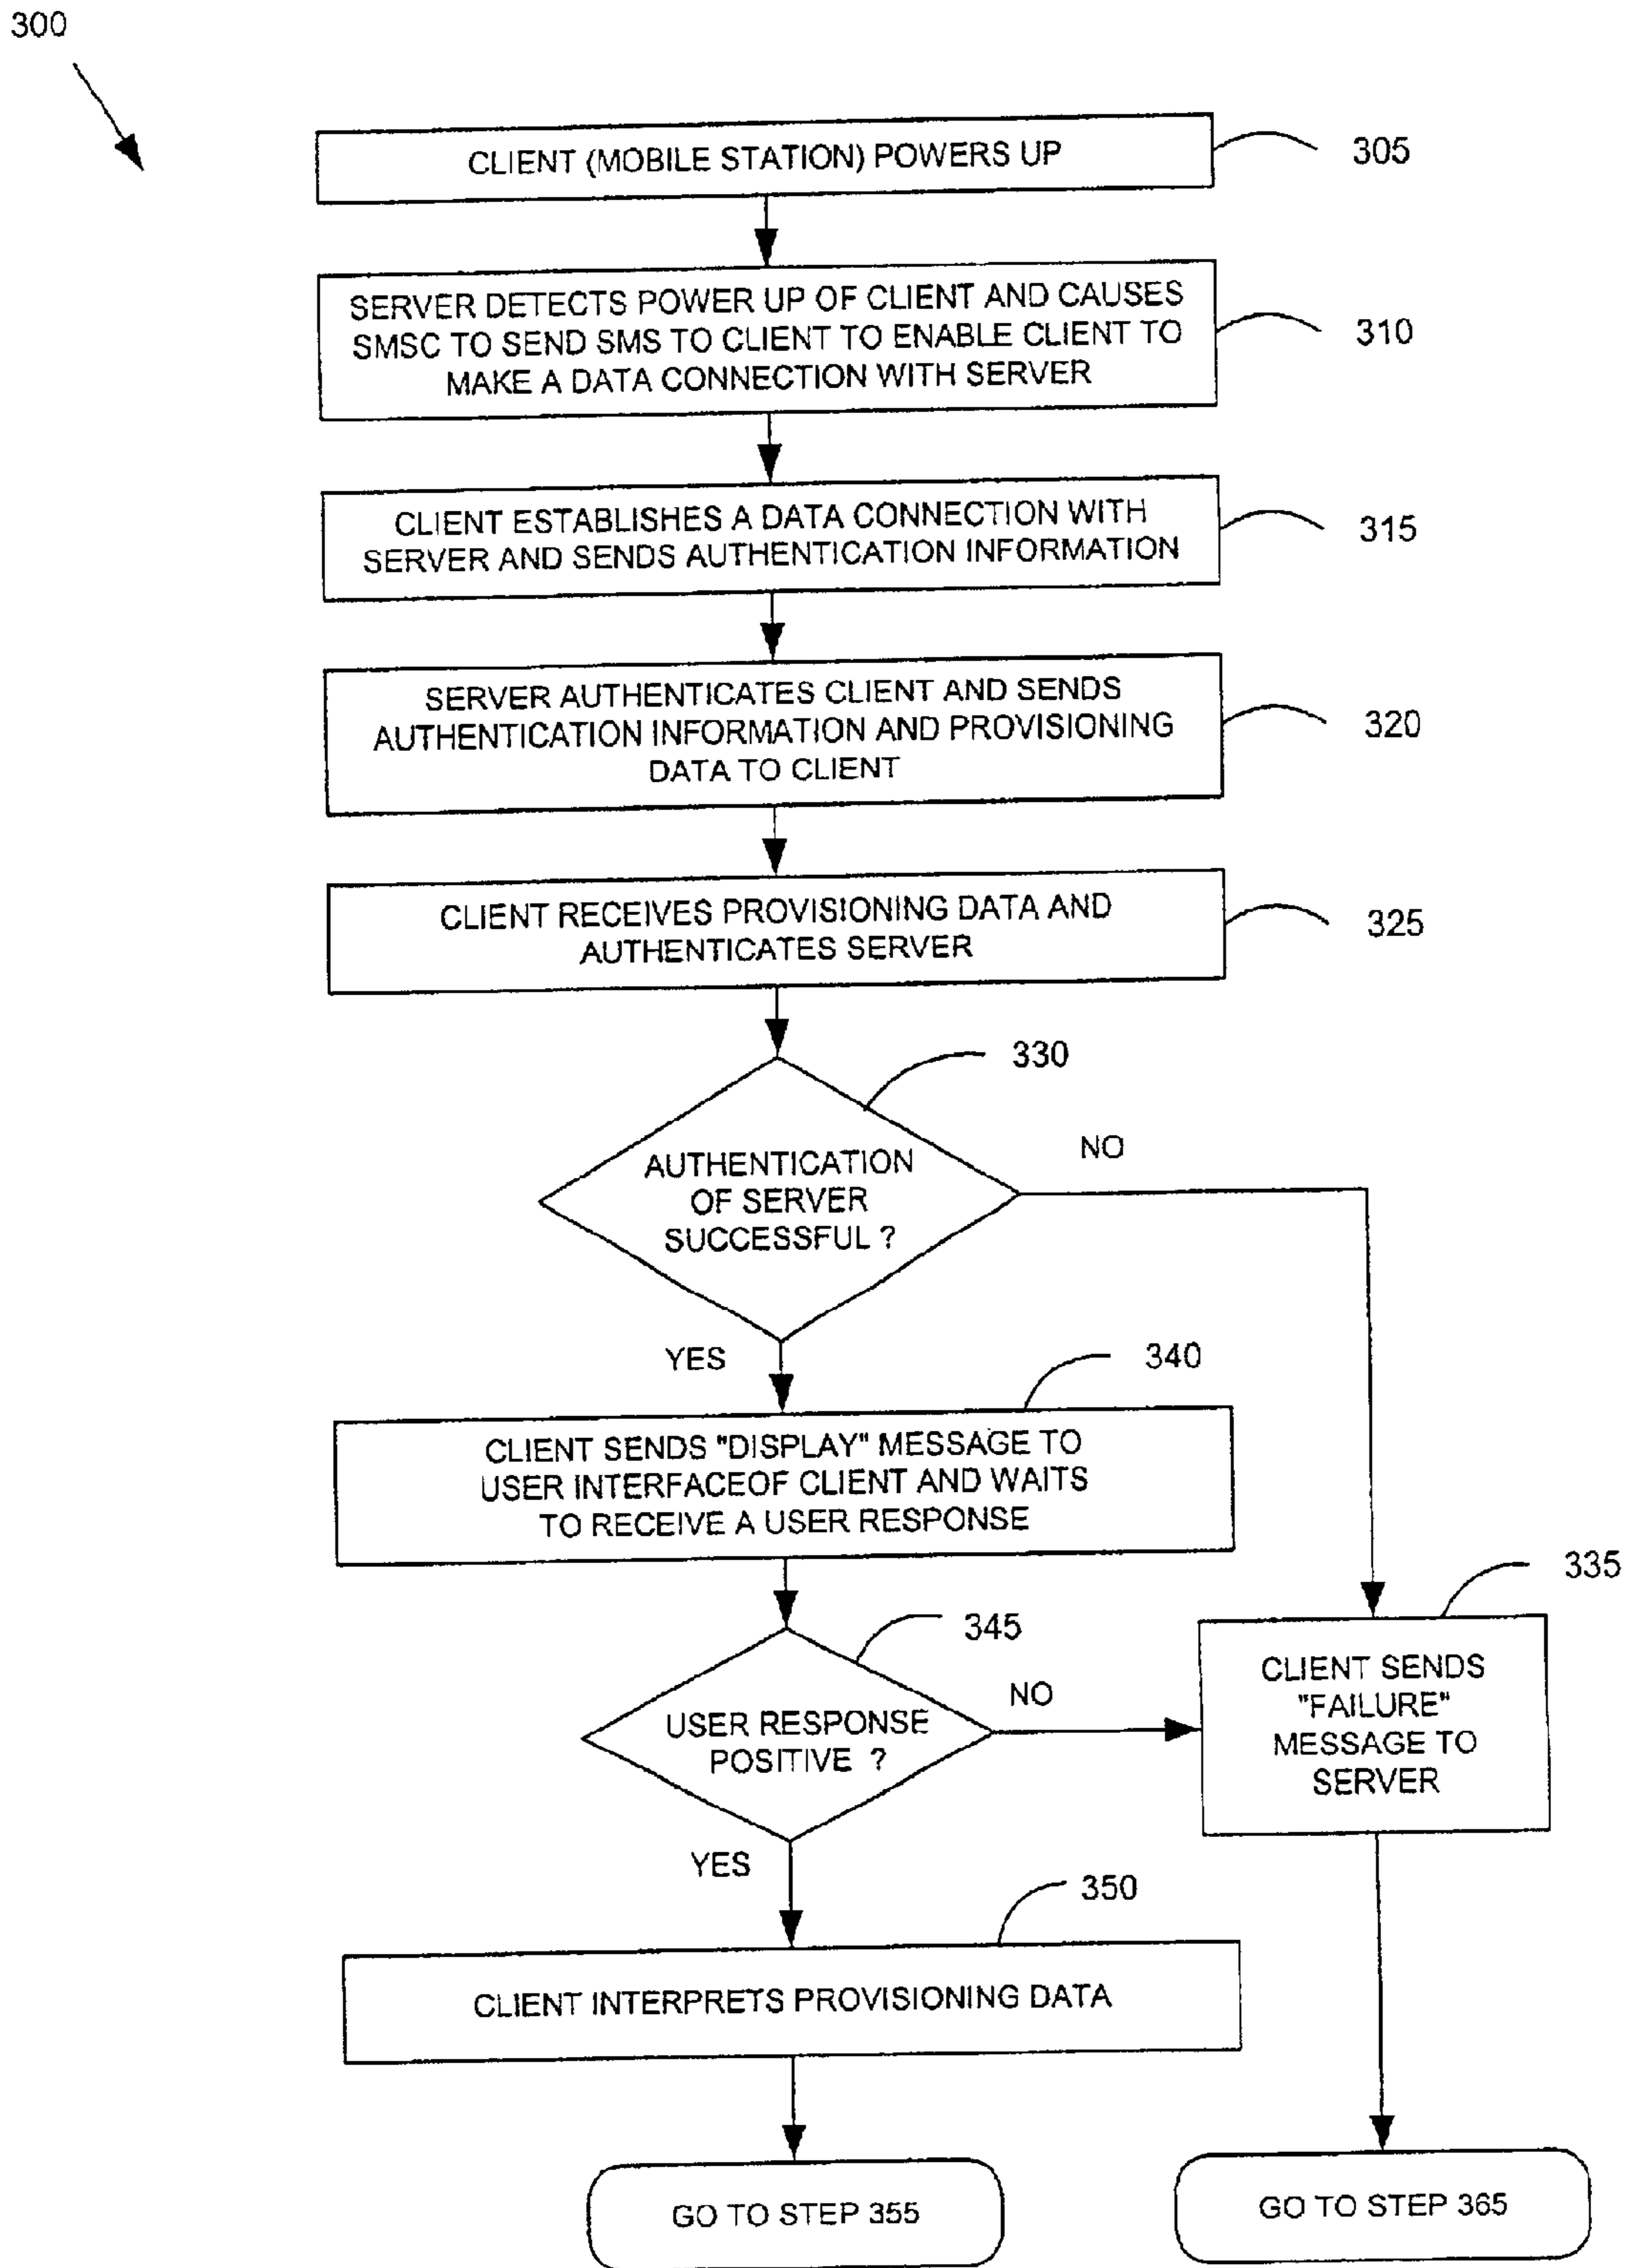 300
CLIENT (MOBILE STATION) POWERS UP
305
SERVER DETECTS POWER UP OF CLIENT AND CAUSES
SMSC TO SEND SMS TO CLIENT TO ENABLE CLIENT TO
MAKE A DATA CONNECTION WITH SERVER
310
CLIENT ESTABLISHES A DATA CONNECTION WITH
SERVER AND SENDS AUTHENTICATION INFORMATION
315
SERVER AUTHENTICATES CLIENT AND SENDS
AUTHENTICATION INFORMATION AND PROVISIONING
DATA TO CLIENT
320
CLIENT RECEIVES PROVISIONING DATA AND
AUTHENTICATES SERVER
325
330
AUTHENTICATION
OF SERVER
SUCCESSFUL ?
NO
YES
340
CLIENT SENDS "DISPLAY" MESSAGE TO
USER INTERFACEOF CLIENT AND WAITS
TO RECEIVE A USER RESPONSE
335
345
USER RESPONSE
POSITIVE ?
NO
CLIENT SENDS
"FAILURE"
MESSAGE TO
SERVER
YES
350
CLIENT INTERPRETS PROVISIONING DATA
GO TO STEP 355
GO TO STEP 365